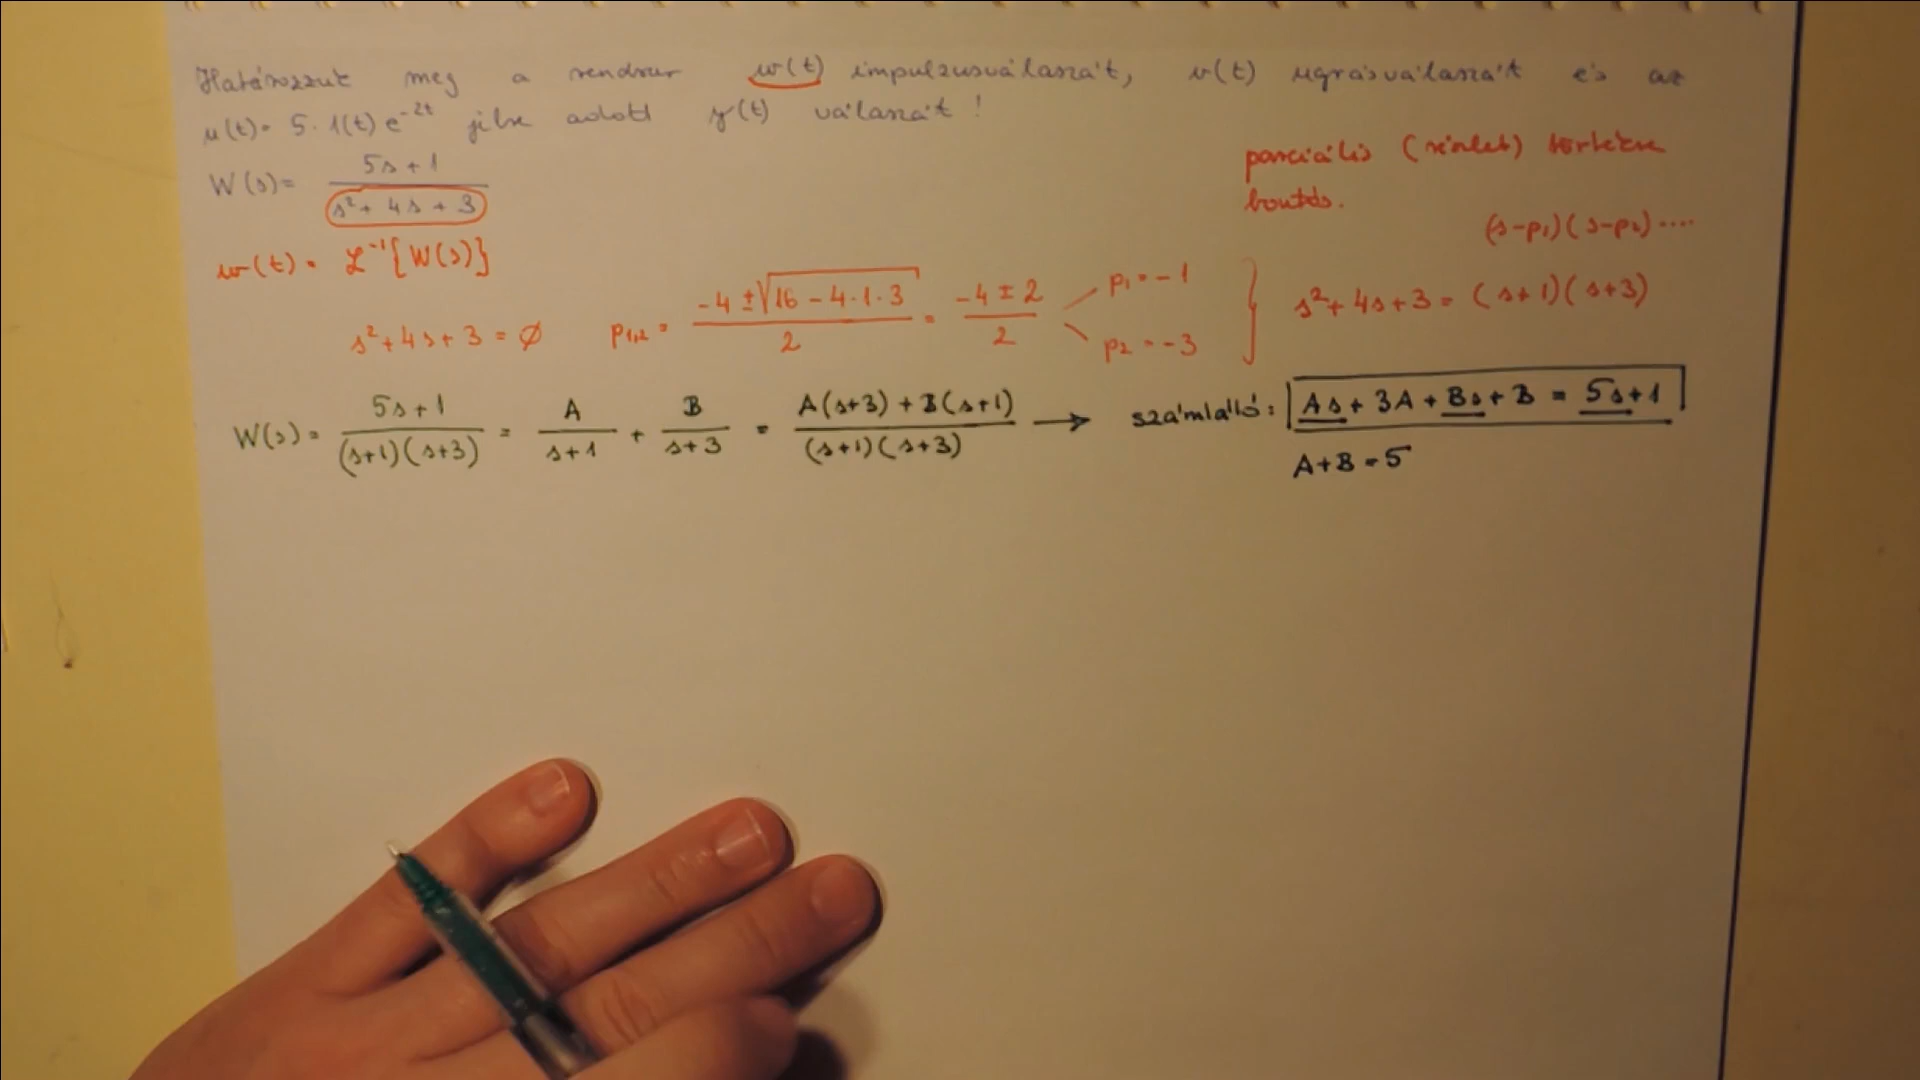 Határozzuk meg a rendszer w(t) impulzusválaszát, v(t) ugrásválaszát és az
u(t)= 5·1(t) e^-2t jelre adott y(t) válaszát!
W(s)= (5s+1)/(s²+4s+3)
parciális (részlet) törtekre
bontás.
(s-p₁)(s-p₂)....
w(t) = ℒ⁻¹{W(s)}
s²+4s+3 = ∅ p₁,₂ = (-4±√(16-4·1·3))/2 = (-4±2)/2 p₁=-1 p₂=-3 } s²+4s+3 = (s+1)(s+3)
W(s) = (5s+1)/((s+1)(s+3)) = A/(s+1) + B/(s+3) = (A(s+3)+B(s+1))/((s+1)(s+3)) → számláló: As+3A+Bs+B = 5s+1
A+B=5